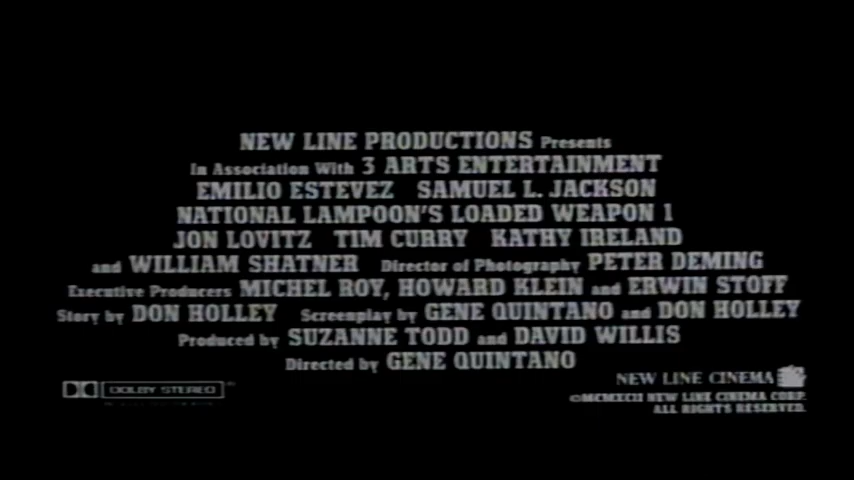 NEW LINE PRODUCTIONS Presents
In Association With 3 ARTS ENTERTAINMENT
EMILIO ESTEVEZ SAMUEL L. JACKSON
NATIONAL LAMPOON'S LOADED WEAPON 1
JON LOVITZ TIM CURRY KATHY IRELAND
and WILLIAM SHATNER Director of Photography PETER DEMING
Executive Producers MICHEL ROY, HOWARD KLEIN and ERWIN STOFF
Story by DON HOLLEY Screenplay by GENE QUINTANO and DON HOLLEY
Produced by SUZANNE TODD and DAVID WILLIS
Directed by GENE QUINTANO
DOLBY STEREO
NEW LINE CINEMA
©MCMXCII NEW LINE CINEMA CORP.
ALL RIGHTS RESERVED.